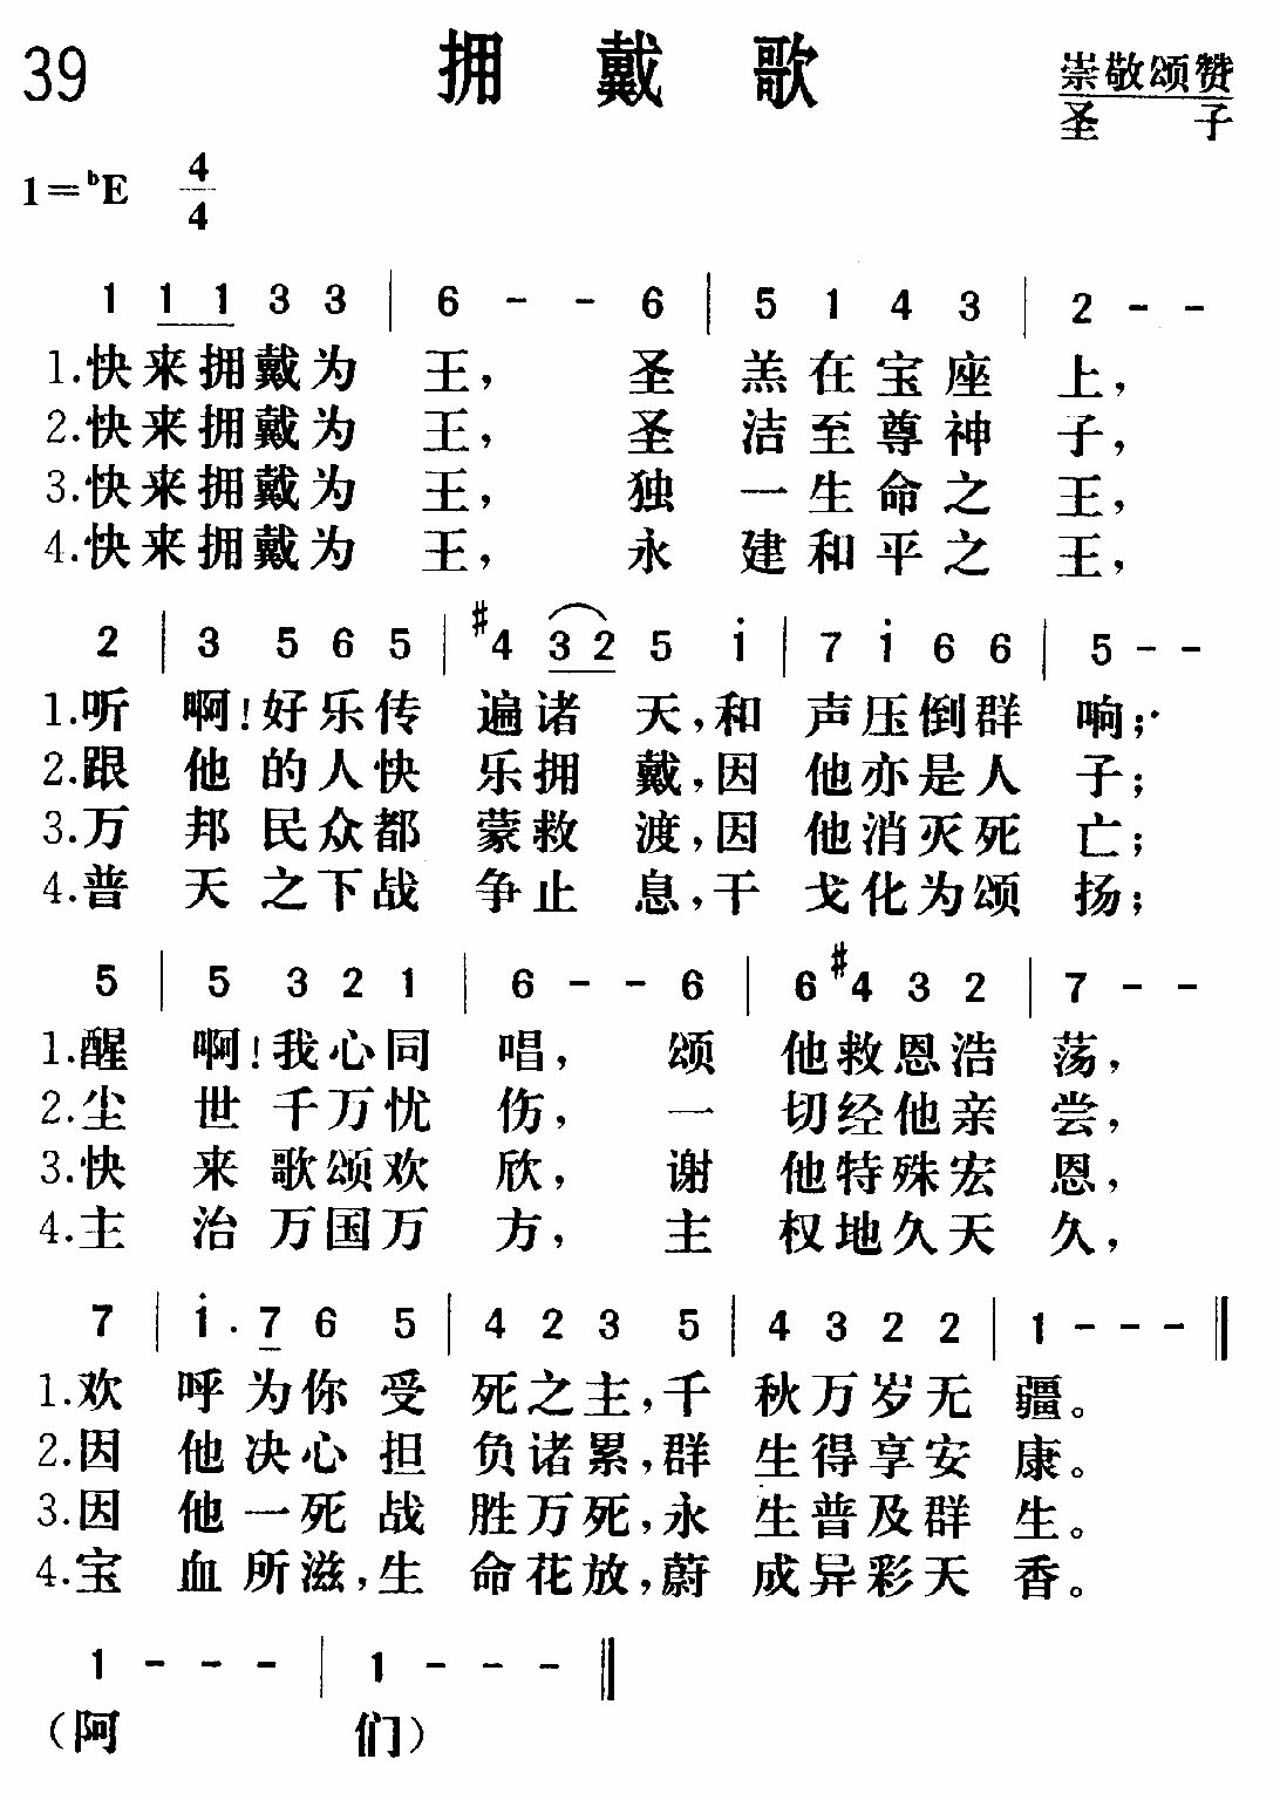 39
拥 戴 歌
崇敬颂赞
圣 子
1=♭E 4/4
1 1 1 3 3 | 6 - - 6 | 5 1 4 3 | 2 - -
1.快来拥戴为 王， 圣 羔在宝座 上，
2.快来拥戴为 王， 圣 洁至尊神 子，
3.快来拥戴为 王， 独 一生命之 王，
4.快来拥戴为 王， 永 建和平之 王，
2 | 3 5 6 5 | #4 3 2 5 i | 7 i 6 6 | 5 - -
1.听 啊！好乐传 遍诸 天，和 声压倒群 响；
2.跟 他的人快 乐拥 戴，因 他亦是人 子；
3.万 邦民众都 蒙救 渡，因 他消灭死 亡；
4.普 天之下战 争止 息，干 戈化为颂 扬；
5 | 5 3 2 1 | 6 - - 6 | 6 #4 3 2 | 7 - -
1.醒 啊！我心同 唱， 颂 他救恩浩 荡，
2.尘 世千万忧 伤， 一 切经他亲 尝，
3.快 来歌颂欢 欣， 谢 他特殊宏 恩，
4.主 治万国万 方， 主 权地久天 久，
7 | i · 7 6 5 | 4 2 3 5 | 4 3 2 2 | 1 - - - ‖
1.欢 呼为你受 死之主，千 秋万岁无 疆。
2.因 他决心担 负诸累，群 生得享安 康。
3.因 他一死战 胜万死，永 生普及群 生。
4.宝 血所滋，生 命花放，蔚 成异彩天 香。
1 - - - | 1 - - - ‖
（阿 们）